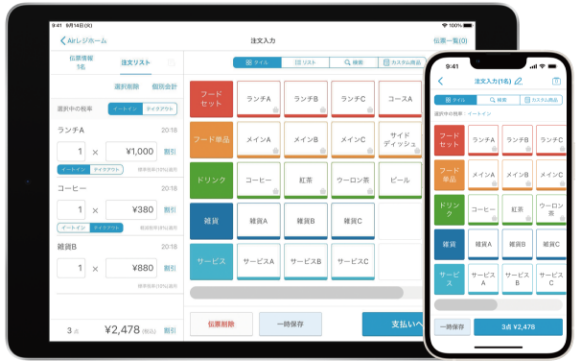 9:41 9月14日(火)
100%
Airレジホーム
注文入力
伝票一覧(0)
伝票情報
1名
注文リスト
タイル
リスト
検索
カスタム商品
選択削除
個別会計
選択中の税率
イートイン
テイクアウト
ランチA
20:18
1 × ¥1,000 割引
イートイン テイクアウト
コーヒー
20:18
1 × ¥380 割引
イートイン テイクアウト
雑貨B
20:18
1 × ¥880 割引
3 点 ¥2,478 (税込) 割引
フード
セット
ランチA
ランチB
ランチC
コースA
フード単品
メインA
メインB
メインC
サイド
ディッシュ
ドリンク
コーヒー
紅茶
ウーロン茶
ビール
雑貨
雑貨A
雑貨B
雑貨C
サービス
サービスA
サービスB
サービスC
伝票削除
一時保存
支払いへ
9:41
注文入力(1名)
タイル
検索
選択中の税率：イートイン
フード
セット
ランチA
ランチB
ランチC
フード
単品
メインA
メインB
メインC
ドリン
ク
コーヒー
紅茶
ウーロン
茶
雑貨
雑貨A
雑貨B
雑貨C
サービ
ス
サービス
A
サービス
B
サービス
C
一時保存
3点 ¥2,478